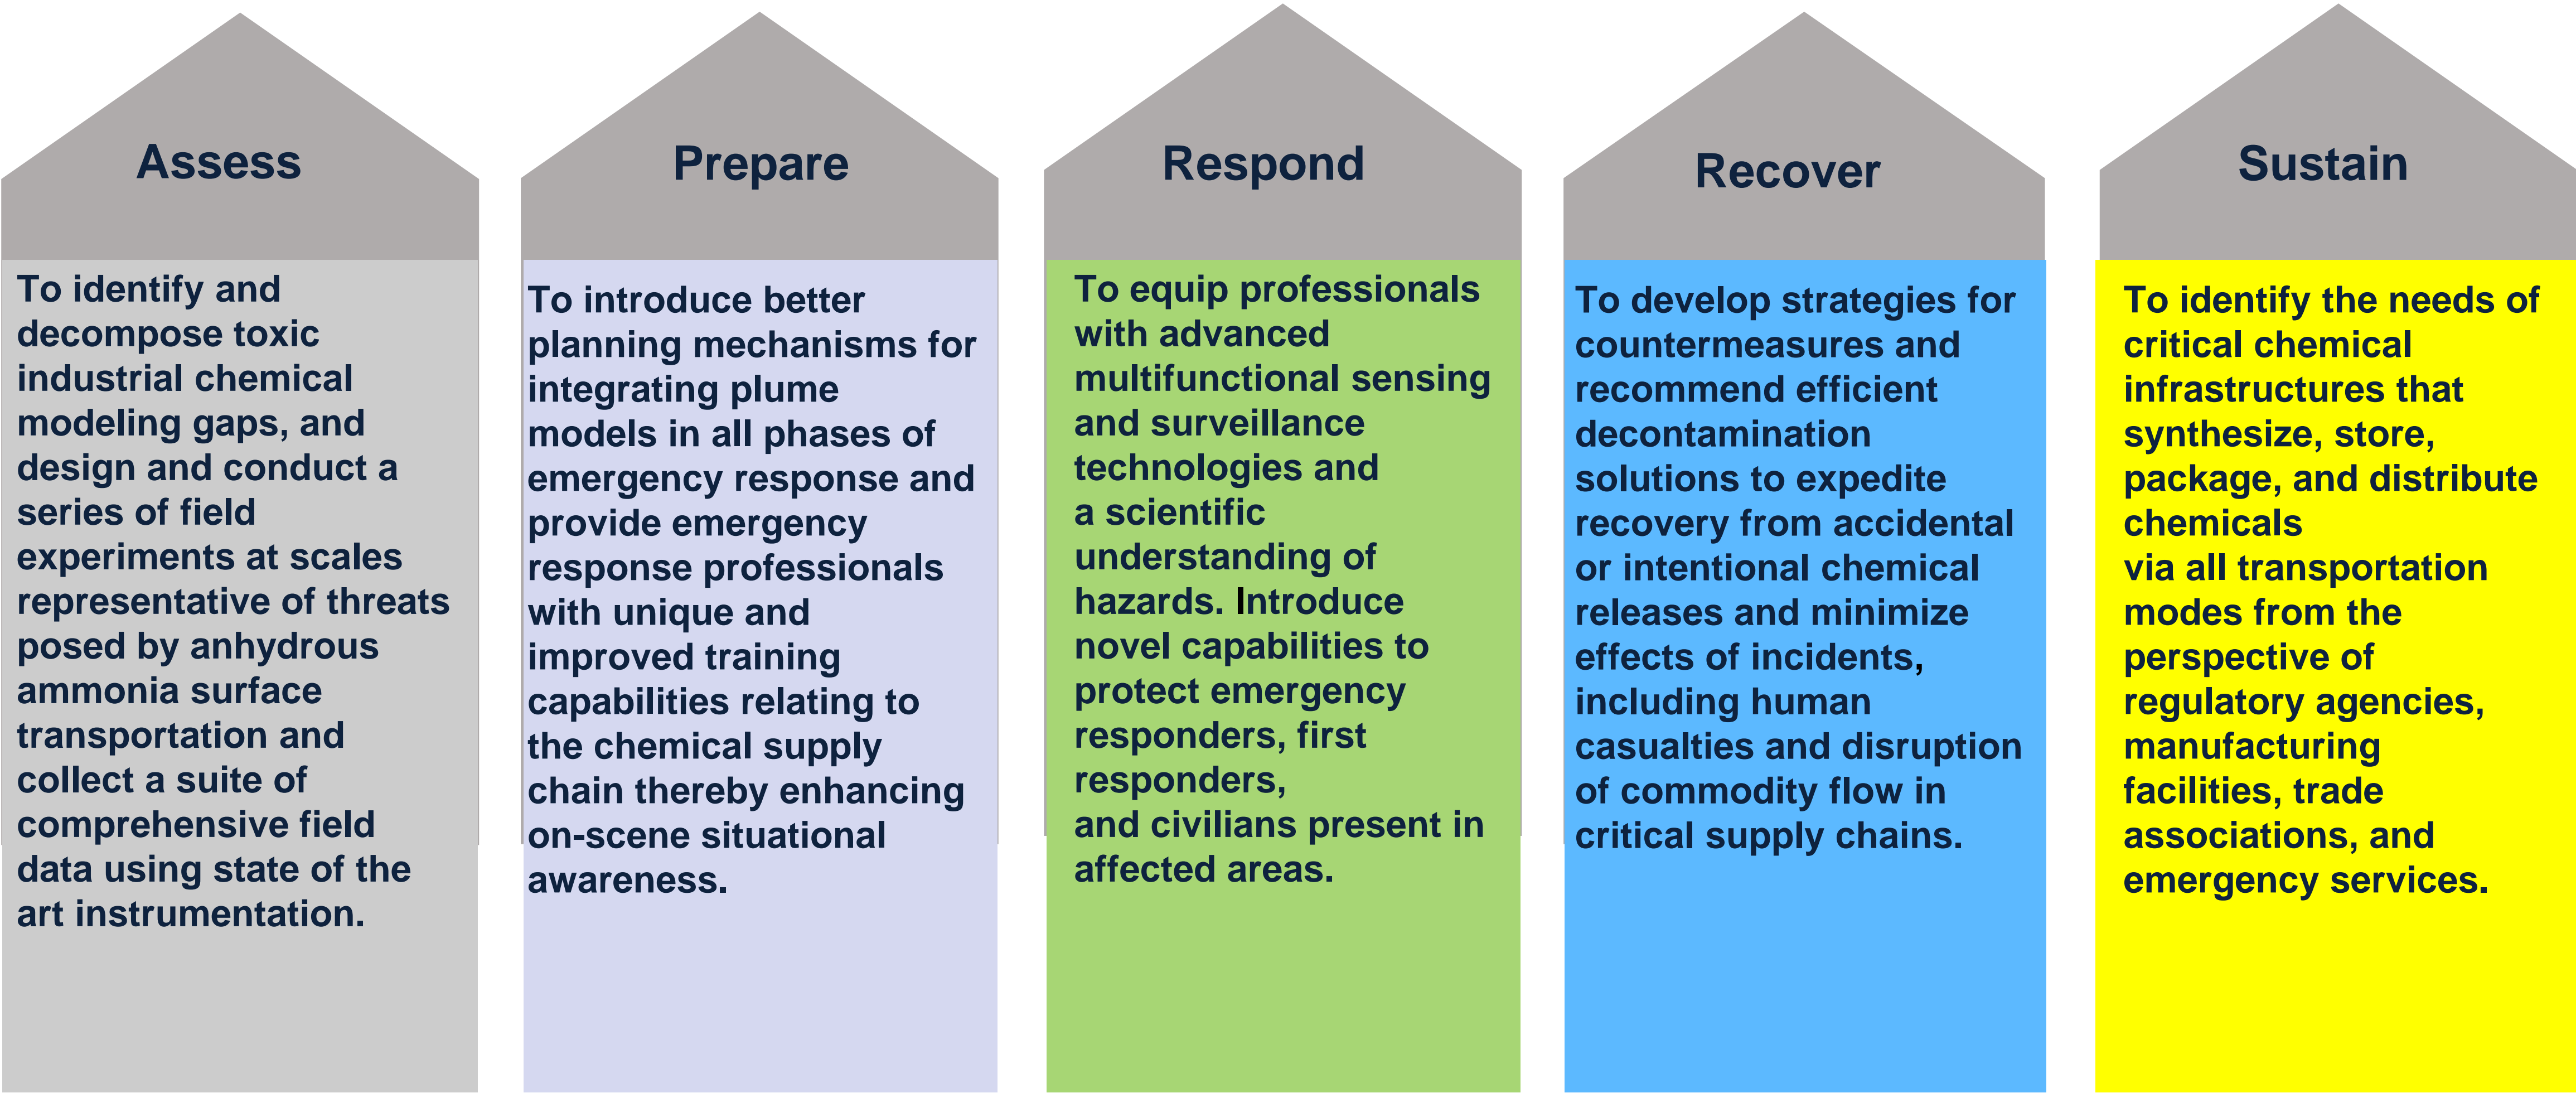 Assess
To identify and
decompose toxic
industrial chemical
modeling gaps, and
design and conduct a
series of field
experiments at scales
representative of threats
posed by anhydrous
ammonia surface
transportation and
collect a suite of
comprehensive field
data using state of the
art instrumentation.
Prepare
To introduce better
planning mechanisms for
integrating plume
models in all phases of
emergency response and
provide emergency
response professionals
with unique and
improved training
capabilities relating to
the chemical supply
chain thereby enhancing
on-scene situational
awareness.
Respond
To equip professionals
with advanced
multifunctional sensing
and surveillance
technologies and
a scientific
understanding of
hazards. Introduce
novel capabilities to
protect emergency
responders, first
responders,
and civilians present in
affected areas.
Recover
To develop strategies for
countermeasures and
recommend efficient
decontamination
solutions to expedite
recovery from accidental
or intentional chemical
releases and minimize
effects of incidents,
including human
casualties and disruption
of commodity flow in
critical supply chains.
Sustain
To identify the needs of
critical chemical
infrastructures that
synthesize, store,
package, and distribute
chemicals
via all transportation
modes from the
perspective of
regulatory agencies,
manufacturing
facilities, trade
associations, and
emergency services.